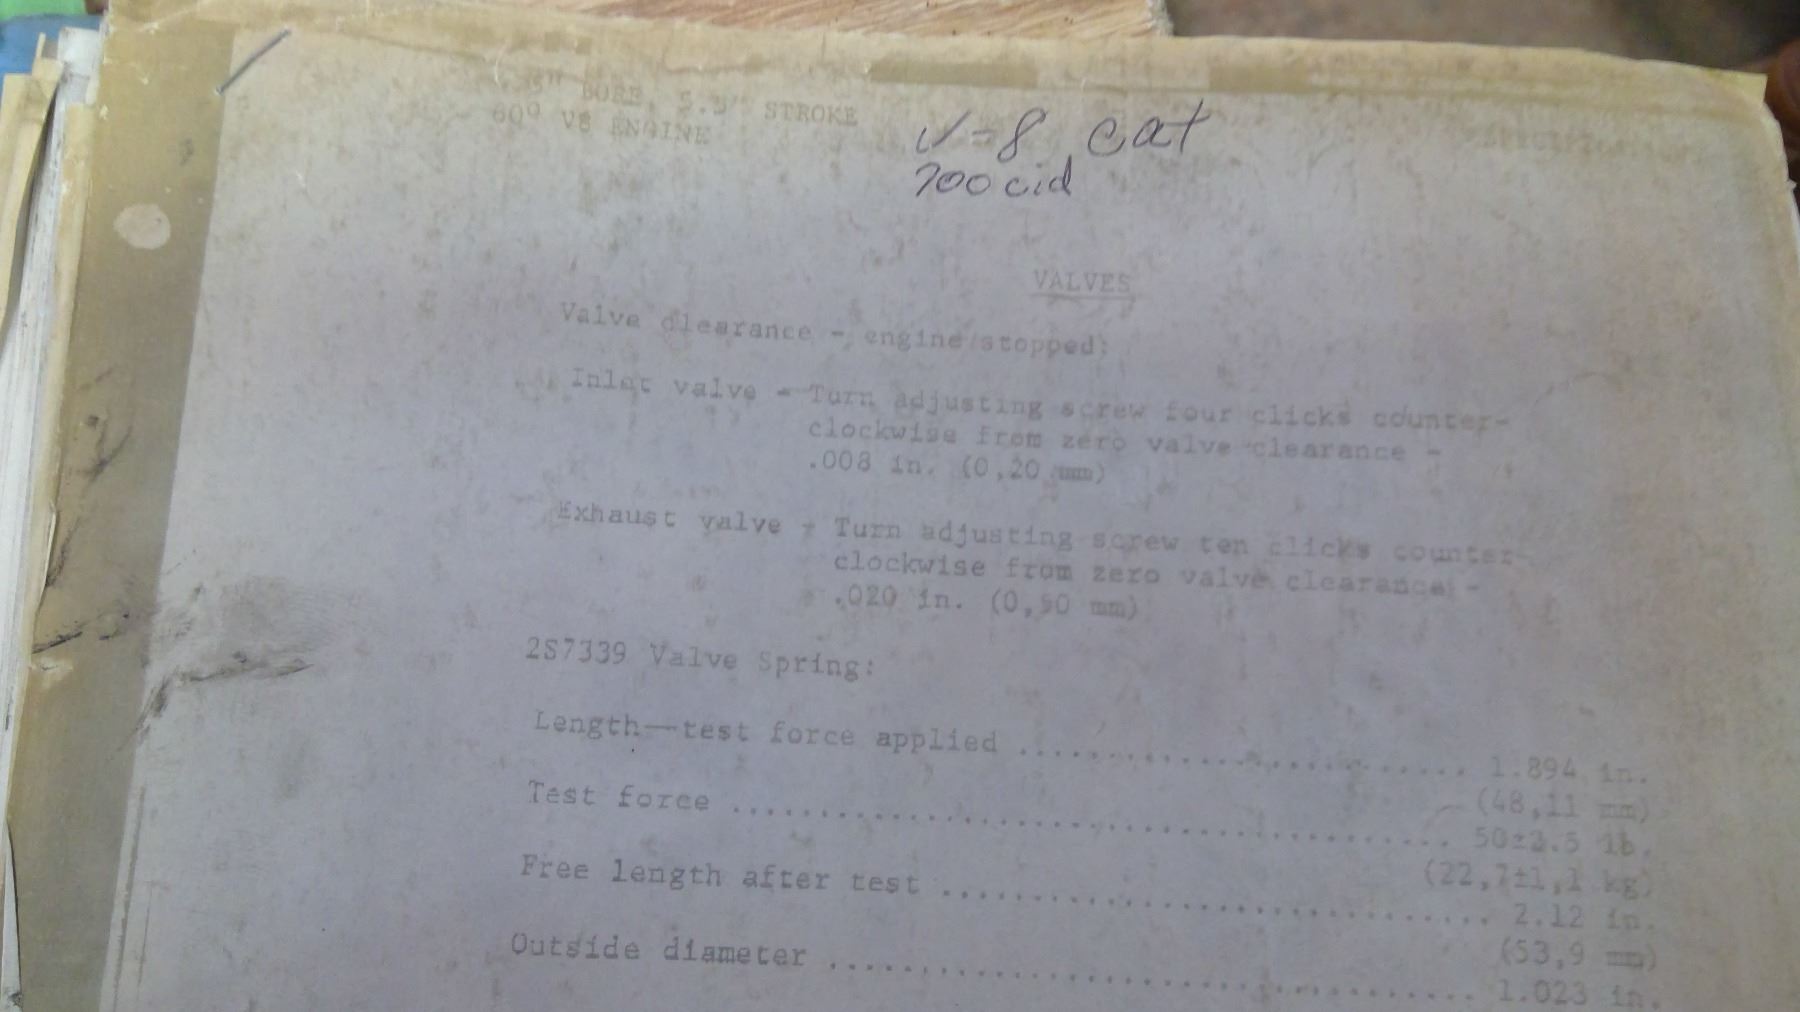 5" BORE, 5.5" STROKE
60° V8 ENGINE
V-8 cat
700 cid
VALVES
Valve clearance - engine stopped:
Inlet valve - Turn adjusting screw four clicks counter-
clockwise from zero valve clearance -
.008 in. (0,20 mm)
Exhaust valve - Turn adjusting screw ten clicks counter-
clockwise from zero valve clearance -
.020 in. (0,50 mm)
2S7339 Valve Spring:
Length—test force applied .............................. 1.894 in.
(48,11 mm)
Test force ................................................ 50±2.5 lb.
(22,7±1,1 kg)
Free length after test ................................... 2.12 in.
(53,9 mm)
Outside diameter ........................................ 1.023 in.